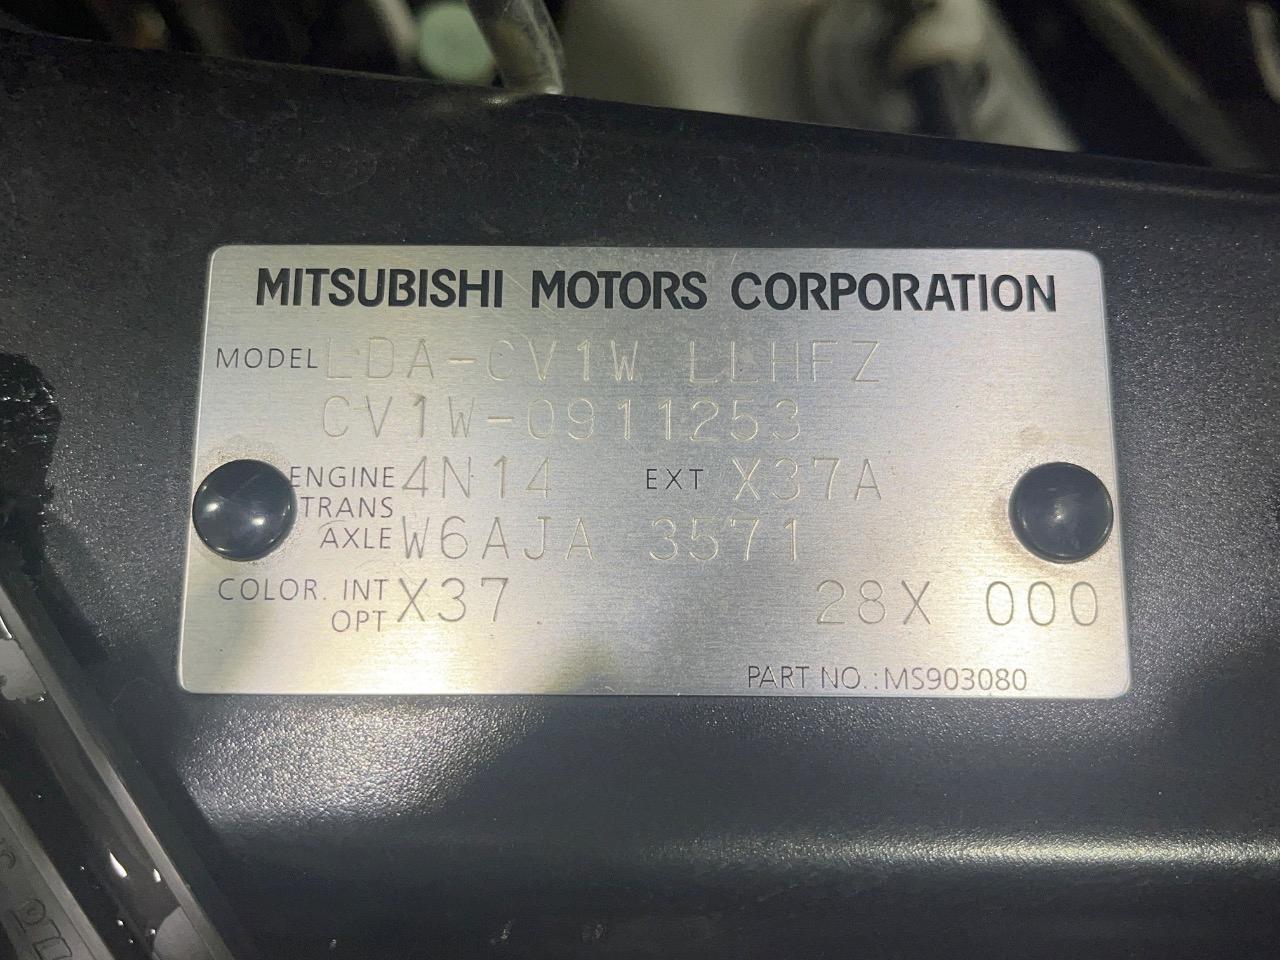 MITSUBISHI MOTORS CORPORATION
MODEL LDA-CV1W LLHFZ
CV1W-0911253
ENGINE 4N14 EXT X37A
TRANS
AXLE W6AJA 3571
COLOR. INT X37 28X 000
OPT
PART NO.:MS903080